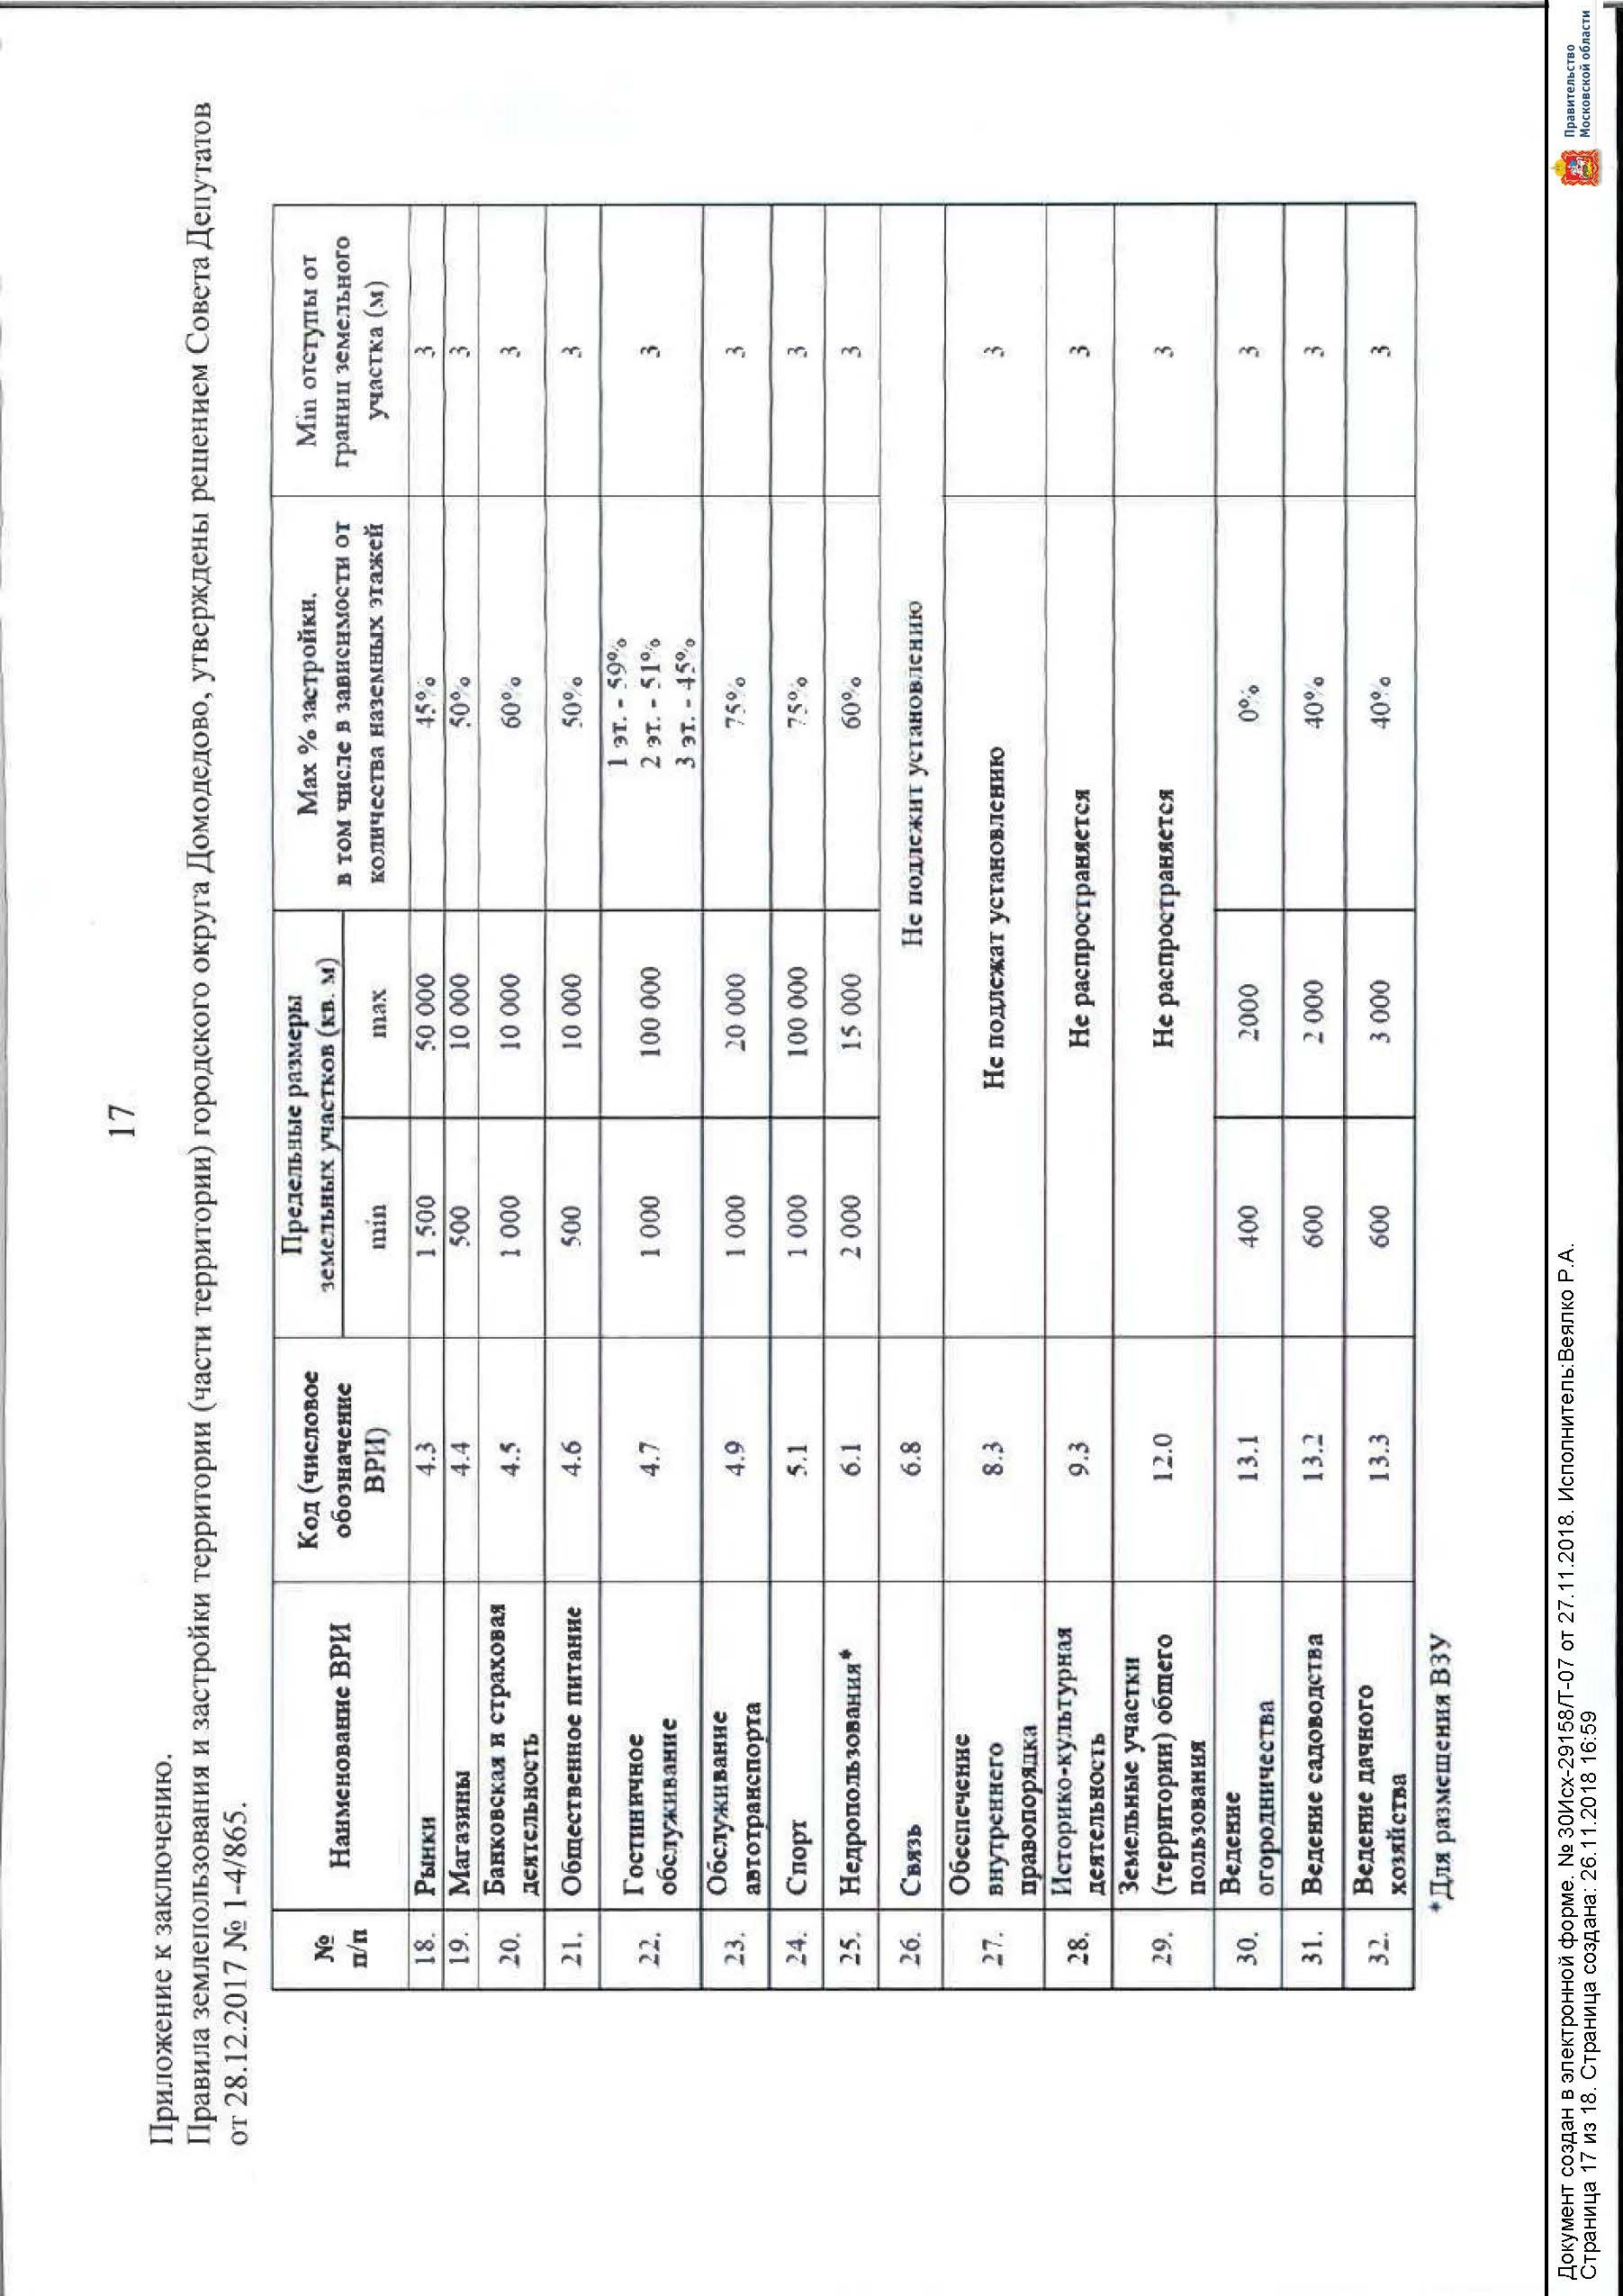 17
Приложение к заключению.
Правила землепользования и застройки территории (части территории) городского округа Домодедово, утверждены решением Совета Депутатов
от 28.12.2017 № 1-4/865.
№ п/п | Наименование ВРИ | Код (числовое обозначение ВРИ) | Предельные размеры земельных участков (кв. м) | Max % застройки, в том числе в зависимости от количества наземных этажей | Min отступы от границ земельного участка (м)
min | max
18. Рынки 4.3 1 500 50 000 45% 3
19. Магазины 4.4 500 10 000 50% 3
20. Банковская и страховая деятельность 4.5 1 000 10 000 60% 3
21. Общественное питание 4.6 500 10 000 50% 3
22. Гостиничное обслуживание 4.7 1 000 100 000 1 эт. - 59% 2 эт. - 51% 3 эт. - 45% 3
23. Обслуживание автотранспорта 4.9 1 000 20 000 75% 3
24. Спорт 5.1 1 000 100 000 75% 3
25. Недропользования* 6.1 2 000 15 000 60% 3
26. Связь 6.8 Не подлежит установлению
27. Обеспечение внутреннего правопорядка 8.3 Не подлежат установлению 3
28. Историко-культурная деятельность 9.3 Не распространяется 3
29. Земельные участки (территории) общего пользования 12.0 Не распространяется 3
30. Ведение огородничества 13.1 400 2000 0% 3
31. Ведение садоводства 13.2 600 2 000 40% 3
32. Ведение дачного хозяйства 13.3 600 3 000 40% 3
*Для размещения ВЗУ
Документ создан в электронной форме. № 30Исх-29158/Т-07 от 27.11.2018. Исполнитель:Веялко Р.А.
Страница 17 из 18. Страница создана: 26.11.2018 16:59
Правительство
Московской области